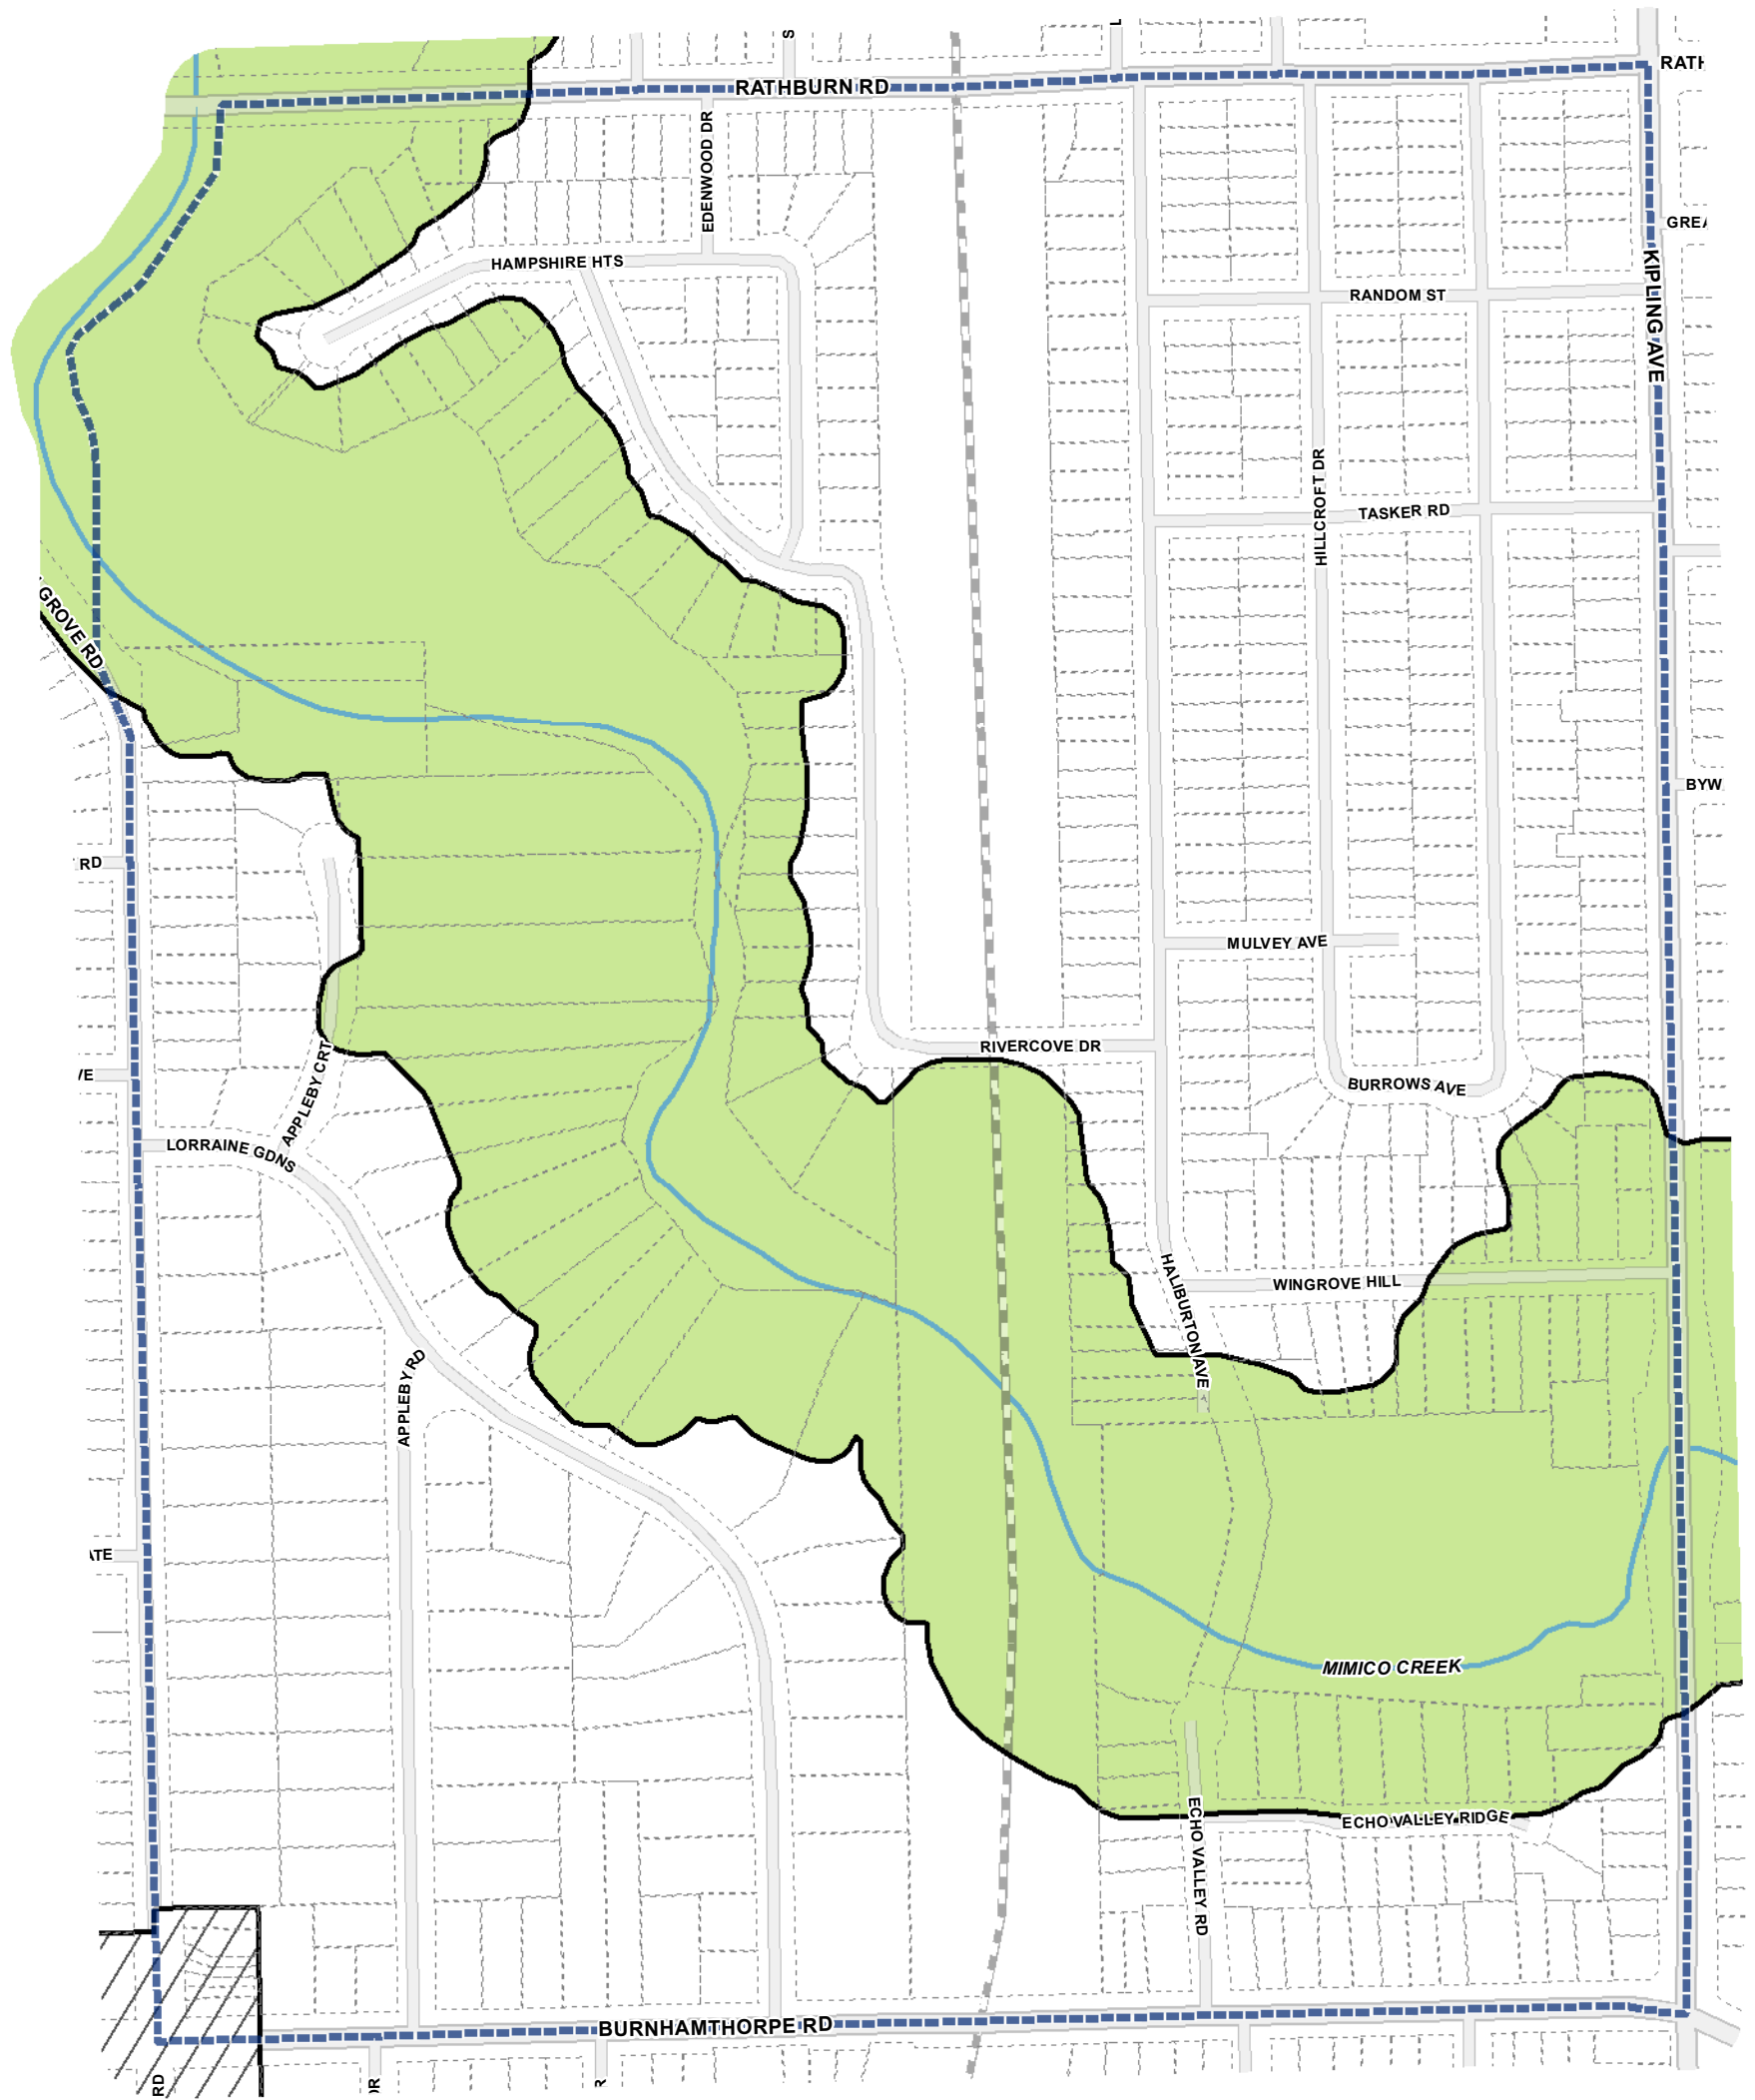 S
L
RATHBURN RD
RATH
EDENWOOD DR
GREA
HAMPSHIRE HTS
KIPLING AVE
RANDOM ST
HILLCROFT DR
TASKER RD
GROVE RD
BYW
RD
MULVEY AVE
RIVERCOVE DR
VE
BURROWS AVE
APPLEBY CRT
LORRAINE GDNS
HALIBURTON AVE
WINGROVE HILL
APPLEBY RD
ATE
MIMICO CREEK
ECHO VALLEY RIDGE
ECHO VALLEY RD
BURNHAMTHORPE RD
RD
DR
R